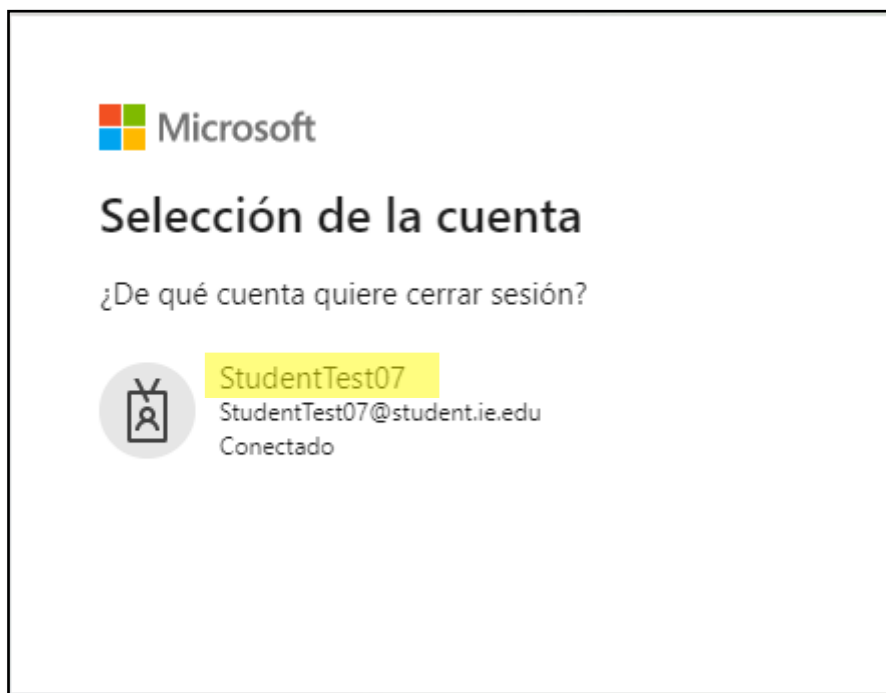 Microsoft
Selección de la cuenta
¿De qué cuenta quiere cerrar sesión?
StudentTest07
StudentTest07@student.ie.edu
Conectado